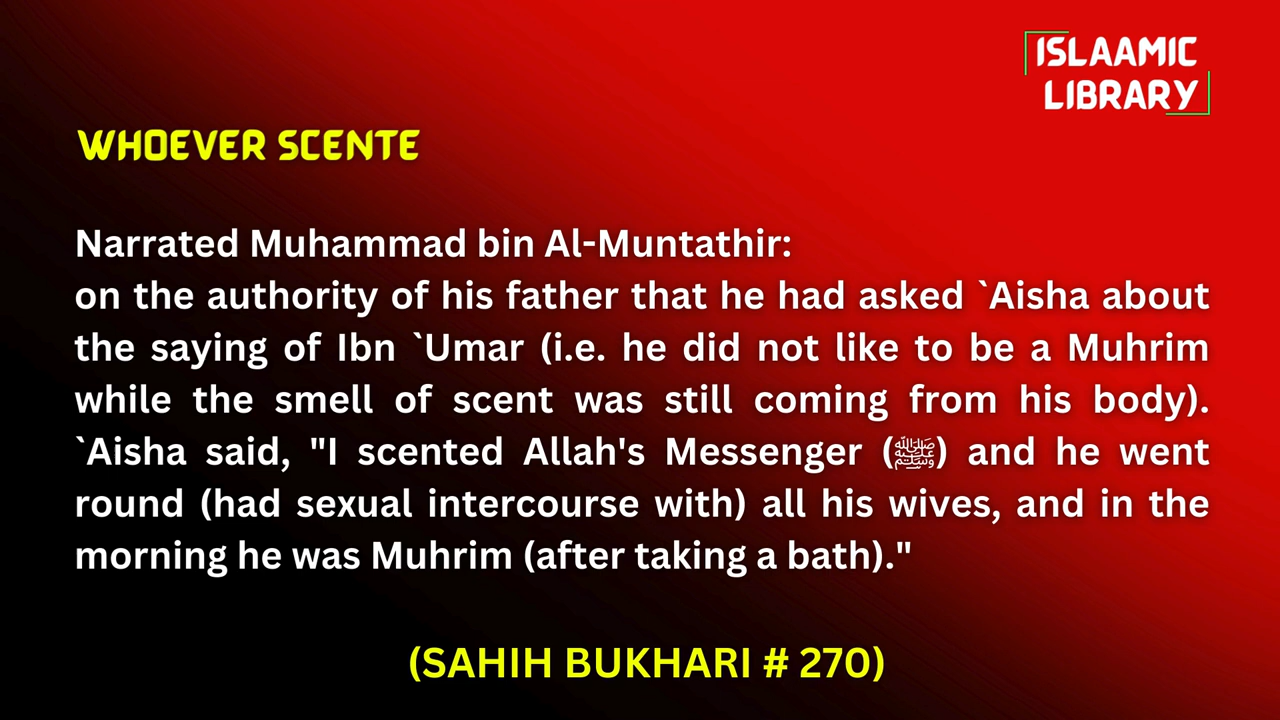 ISLAAMIC
LIBRARY
WHOEVER SCENTE
Narrated Muhammad bin Al-Muntathir:
on the authority of his father that he had asked `Aisha about
the saying of Ibn `Umar (i.e. he did not like to be a Muhrim
while the smell of scent was still coming from his body).
`Aisha said, "I scented Allah's Messenger (ﷺ) and he went
round (had sexual intercourse with) all his wives, and in the
morning he was Muhrim (after taking a bath)."
(SAHIH BUKHARI # 270)